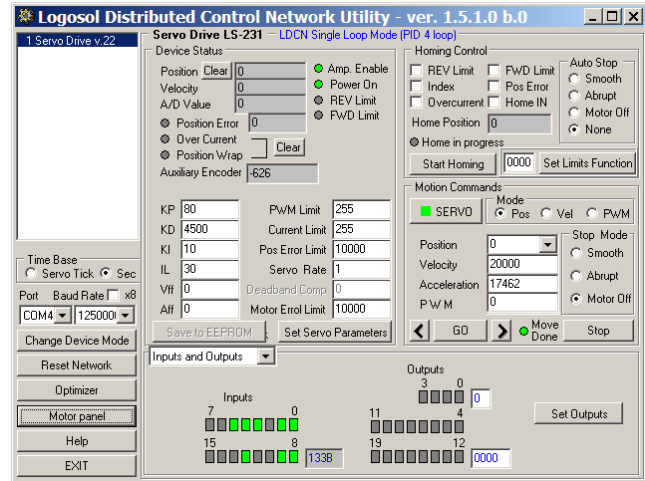 Logosol Distributed Control Network Utility - ver. 1.5.1.0 b.0
1 Servo Drive v.22
Servo Drive LS-231 - LDCN Single Loop Mode (PID 4 loop)
Device Status
Position Clear 0
Velocity 0
A/D Value 0
Position Error 0
Over Current
Position Wrap
Clear
Auxiliary Encoder -626
Amp. Enable
Power On
REV Limit
FWD Limit
KP 80 PWM Limit 255
KD 4500 Current Limit 255
KI 10 Pos Error Limit 10000
IL 30 Servo Rate 1
Vff 0 Deadband Comp 0
Aff 0 Motor Errol Limit 10000
Save to EEPROM Set Servo Parameters
Homing Control
REV Limit FWD Limit
Index Pos Error
Overcurrent Home IN
Home Position 0
Home in progress
Auto Stop
Smooth
Abrupt
Motor Off
None
Start Homing 0000 Set Limits Function
Motion Commands
SERVO
Mode
Pos Vel PWM
Position 0
Velocity 20000
Acceleration 17462
P W M 0
Stop Mode
Smooth
Abrupt
Motor Off
< GO > Move Done Stop
Time Base
Servo Tick Sec
Port Baud Rate x8
COM4 125000
Change Device Mode
Reset Network
Optimizer
Motor panel
Help
EXIT
Inputs and Outputs
Inputs
7 0
15 8
133B
Outputs
3 0
0
11 4
19 12
0000
Set Outputs